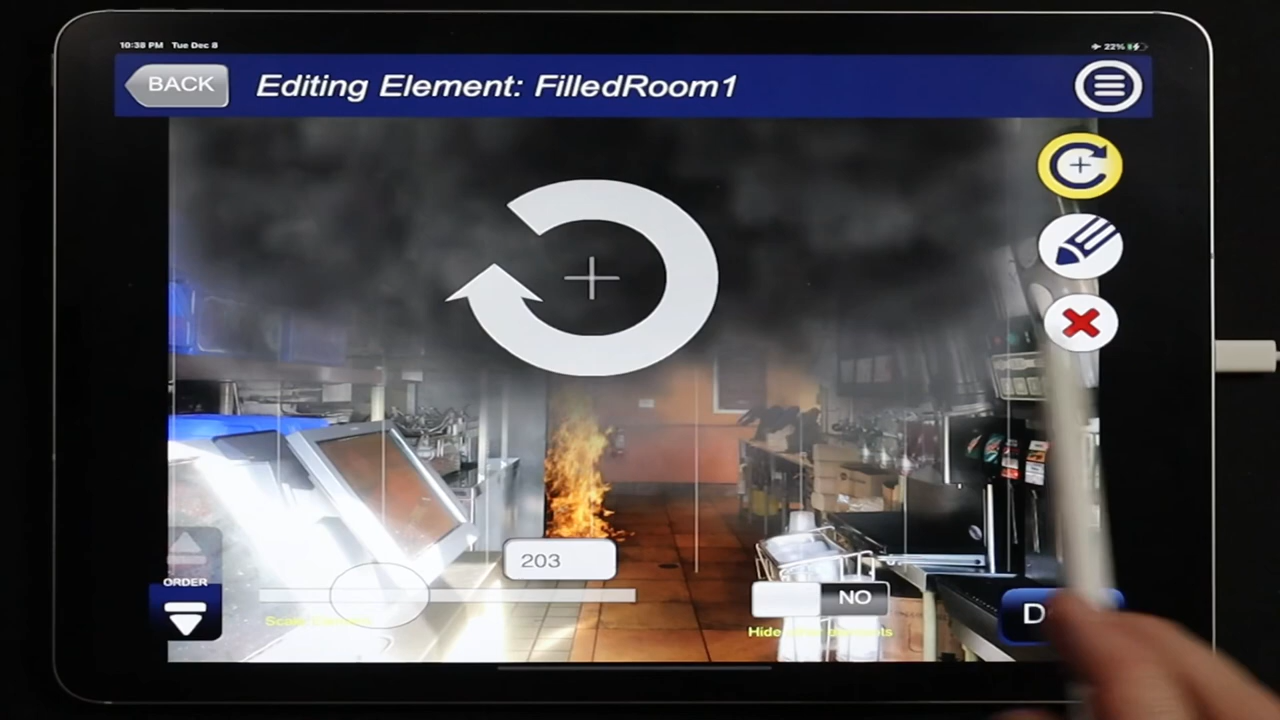 10:38 PM Tue Dec 8
22%
BACK
Editing Element: FilledRoom1
203
ORDER
NO
D